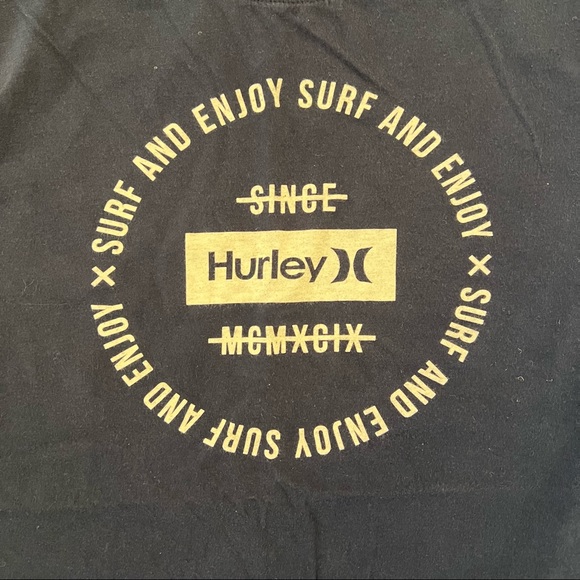 SURF AND ENJOY SURF AND ENJOY
×
SURF AND ENJOY SURF AND ENJOY
×
SINCE
Hurley
MCMXCIX